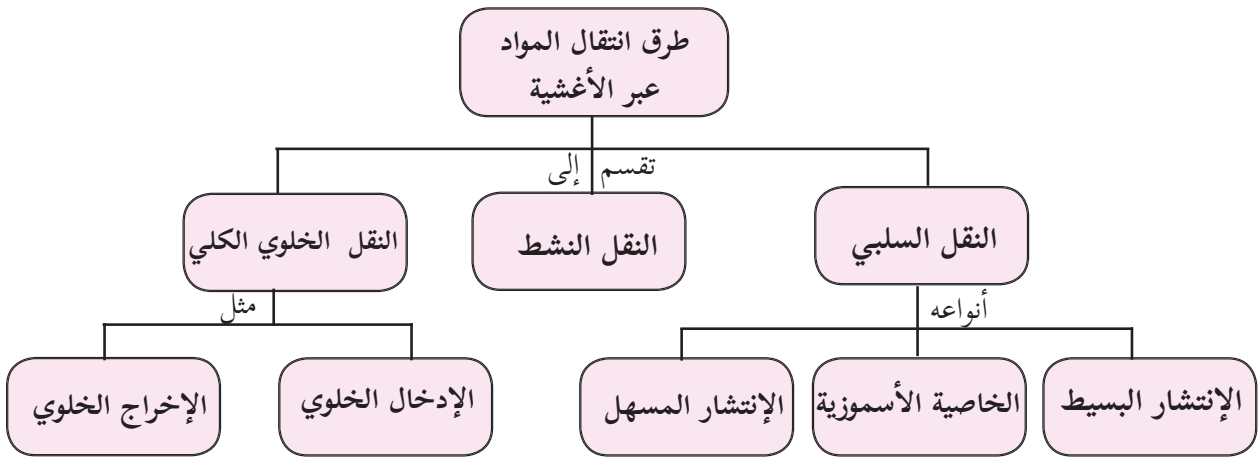 طرق انتقال المواد
عبر الأغشية
تقسم إلى
النقل السلبي
النقل النشط
النقل الخلوي الكلي
أنواعه
مثل
الإنتشار البسيط
الخاصية الأسموزية
الإنتشار المسهل
الإدخال الخلوي
الإخراج الخلوي